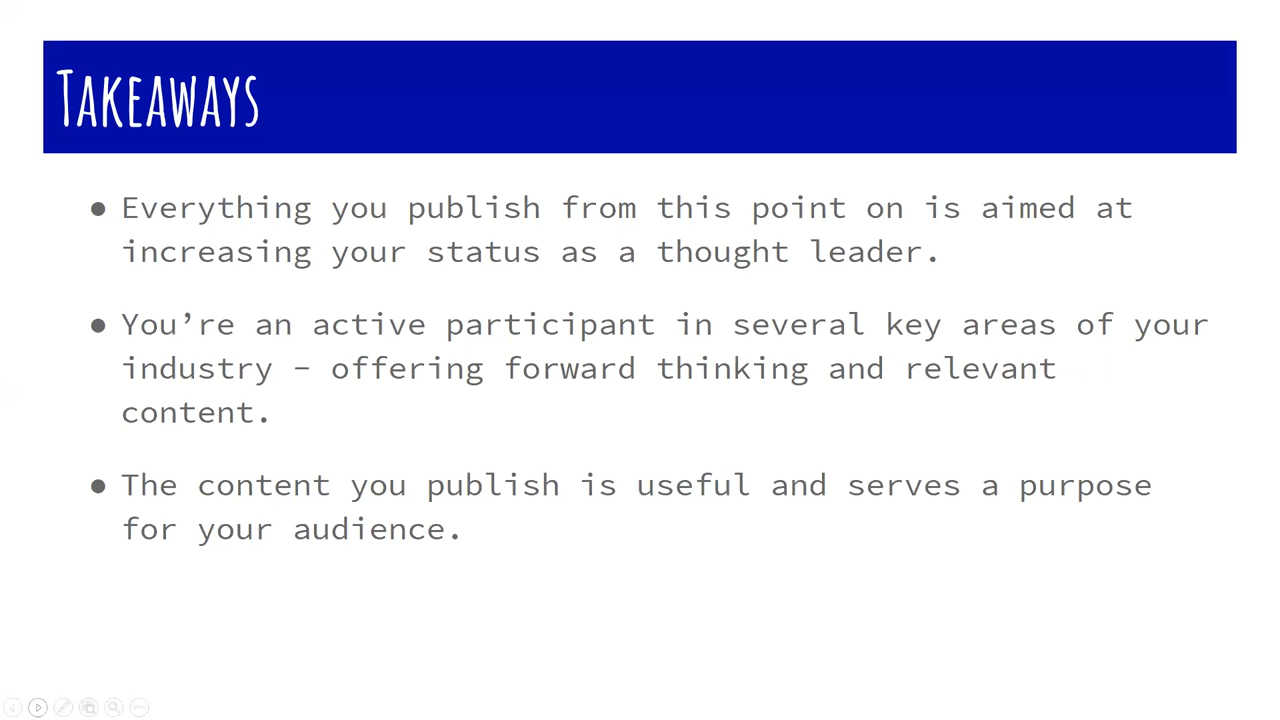 Takeaways
● Everything you publish from this point on is aimed at
increasing your status as a thought leader.
● You’re an active participant in several key areas of your
industry – offering forward thinking and relevant
content.
● The content you publish is useful and serves a purpose
for your audience.